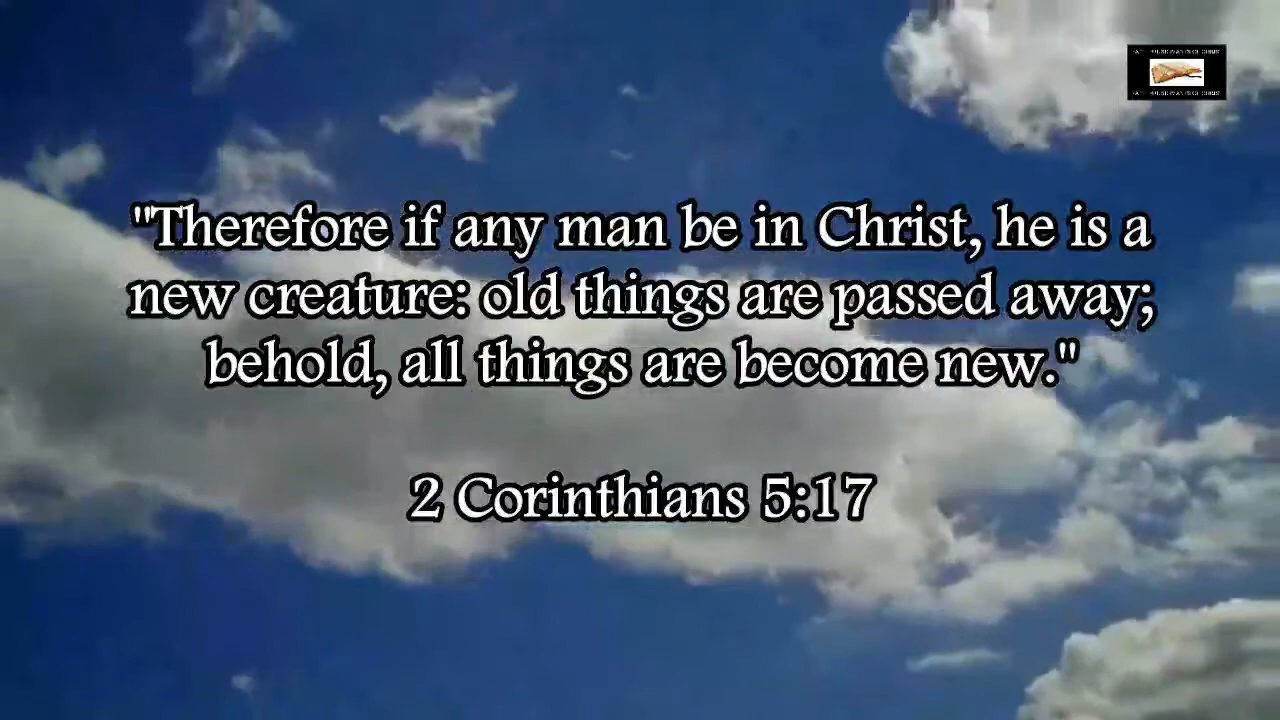 "Therefore if any man be in Christ, he is a
new creature: old things are passed away;
behold, all things are become new."
2 Corinthians 5:17